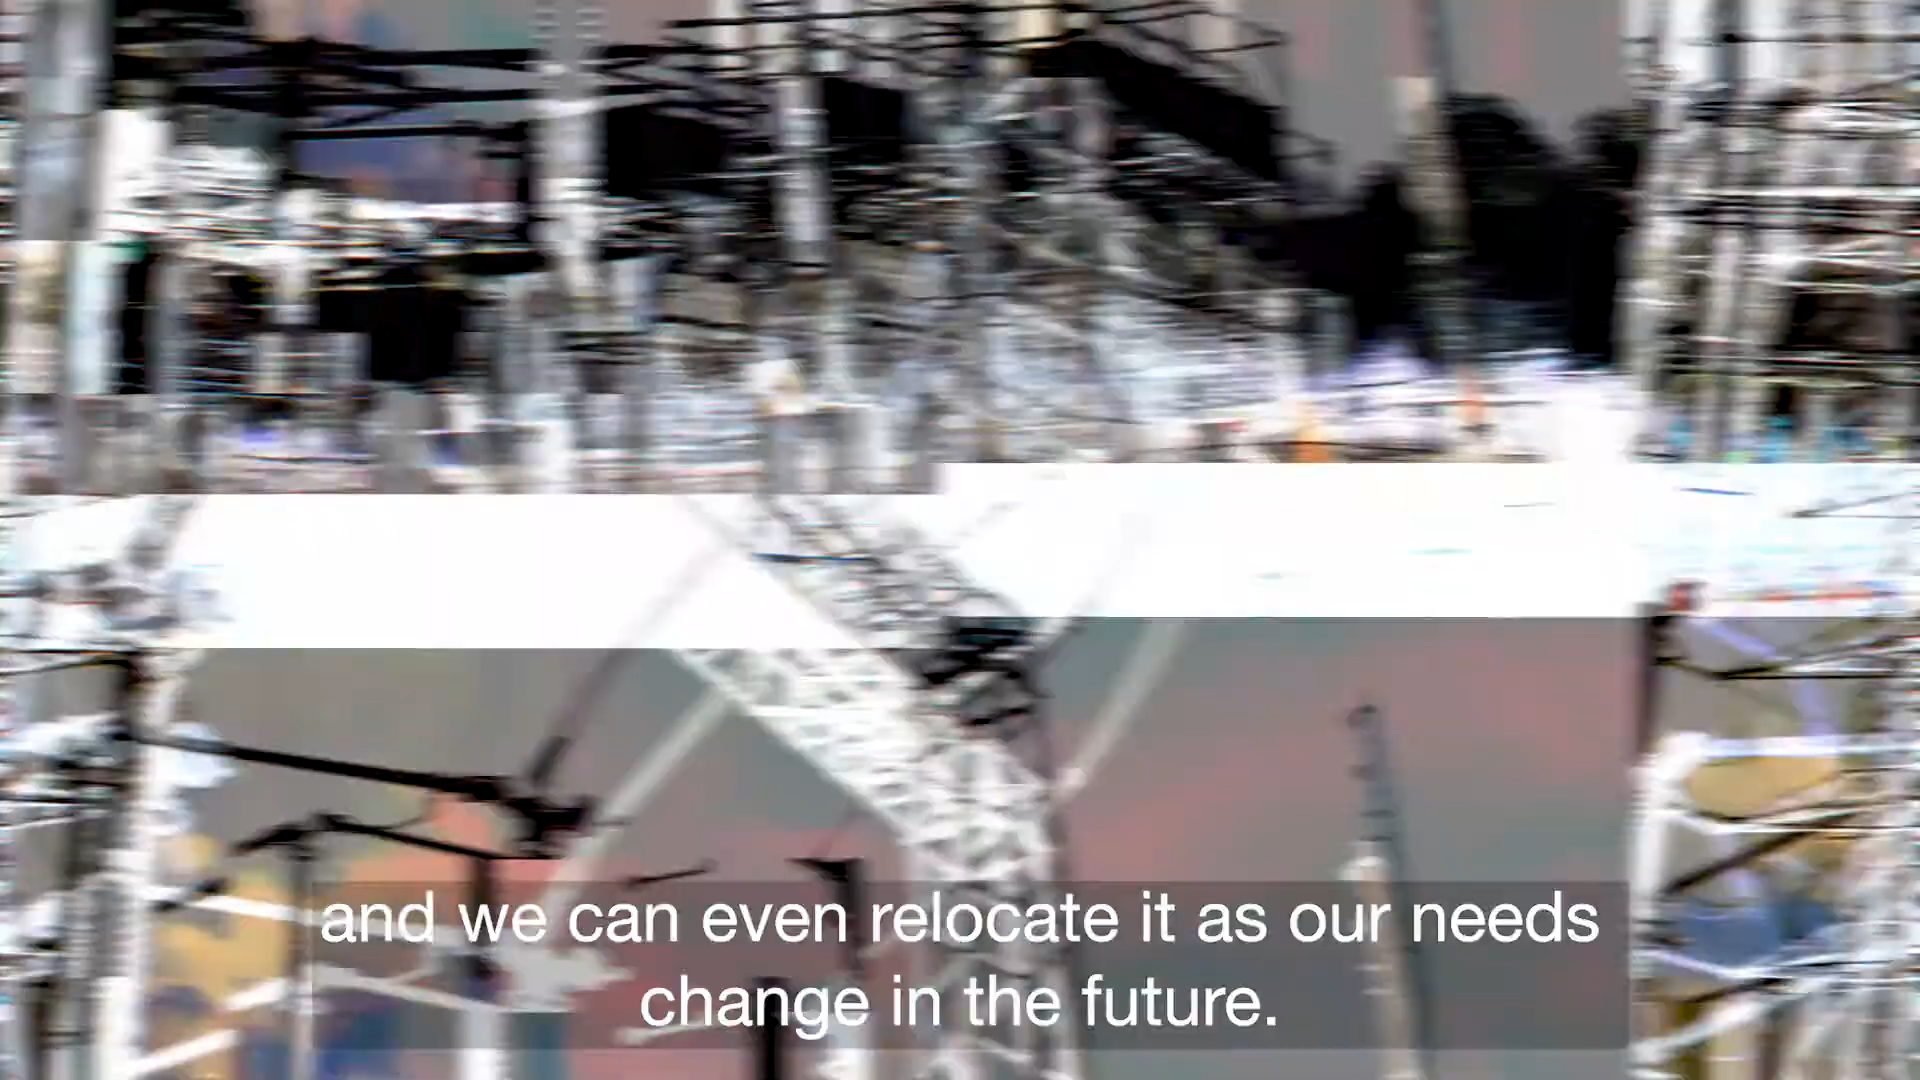 and we can even relocate it as our needs
change in the future.